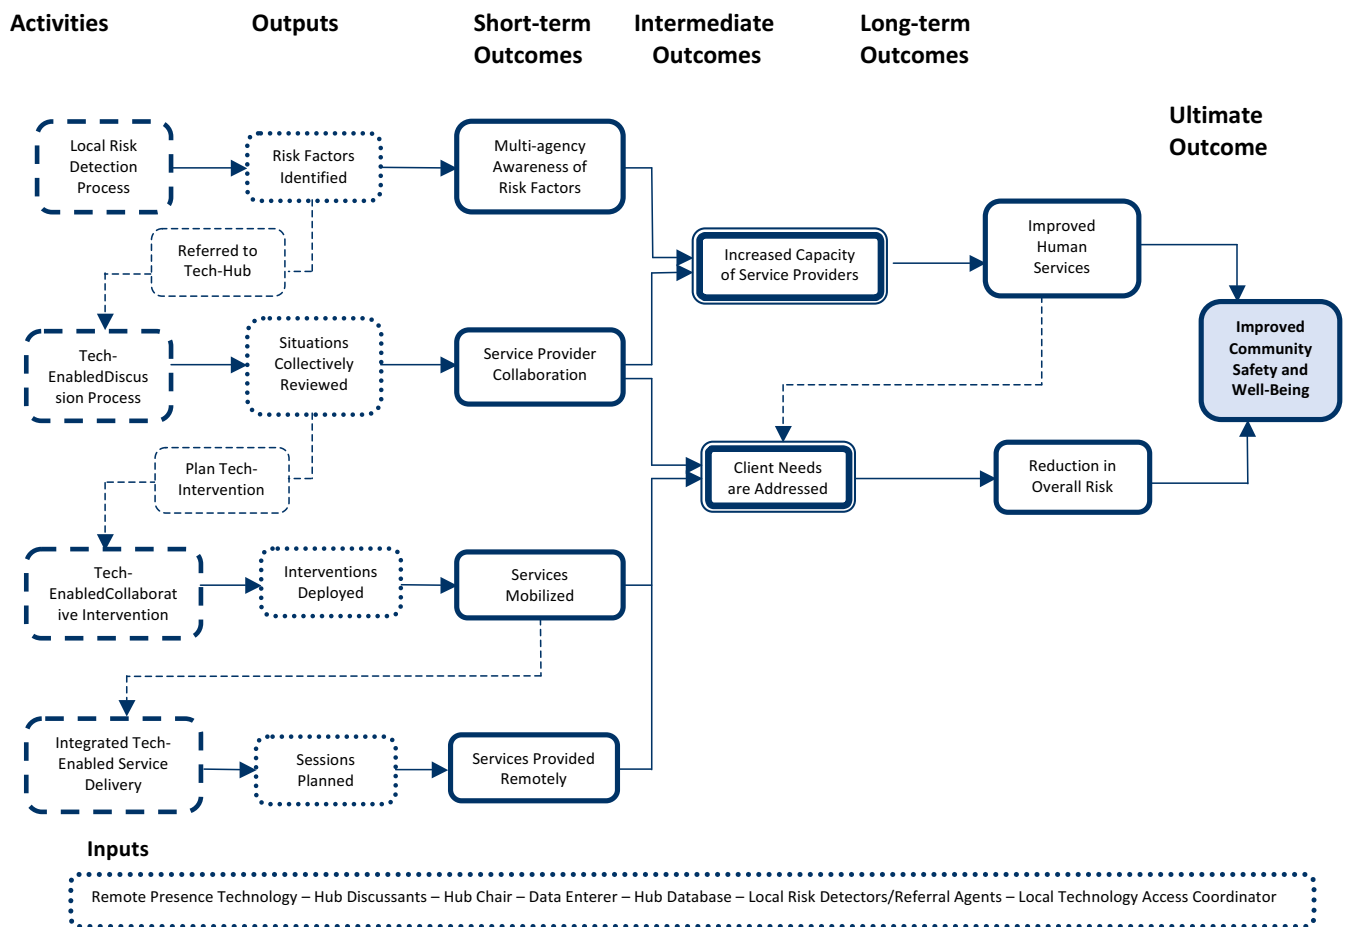 Activities
Outputs
Short-term
Outcomes
Intermediate
Outcomes
Long-term
Outcomes
Ultimate
Outcome
Local Risk
Detection
Process
Risk Factors
Identified
Multi-agency
Awareness of
Risk Factors
Referred to
Tech-Hub
Increased Capacity
of Service Providers
Improved
Human
Services
Improved
Community
Safety and
Well-Being
Tech-
EnabledDiscus
sion Process
Situations
Collectively
Reviewed
Service Provider
Collaboration
Plan Tech-
Intervention
Client Needs
are Addressed
Reduction in
Overall Risk
Tech-
EnabledCollaborat
ive Intervention
Interventions
Deployed
Services
Mobilized
Integrated Tech-
Enabled Service
Delivery
Sessions
Planned
Services Provided
Remotely
Inputs
Remote Presence Technology – Hub Discussants – Hub Chair – Data Enterer – Hub Database – Local Risk Detectors/Referral Agents – Local Technology Access Coordinator